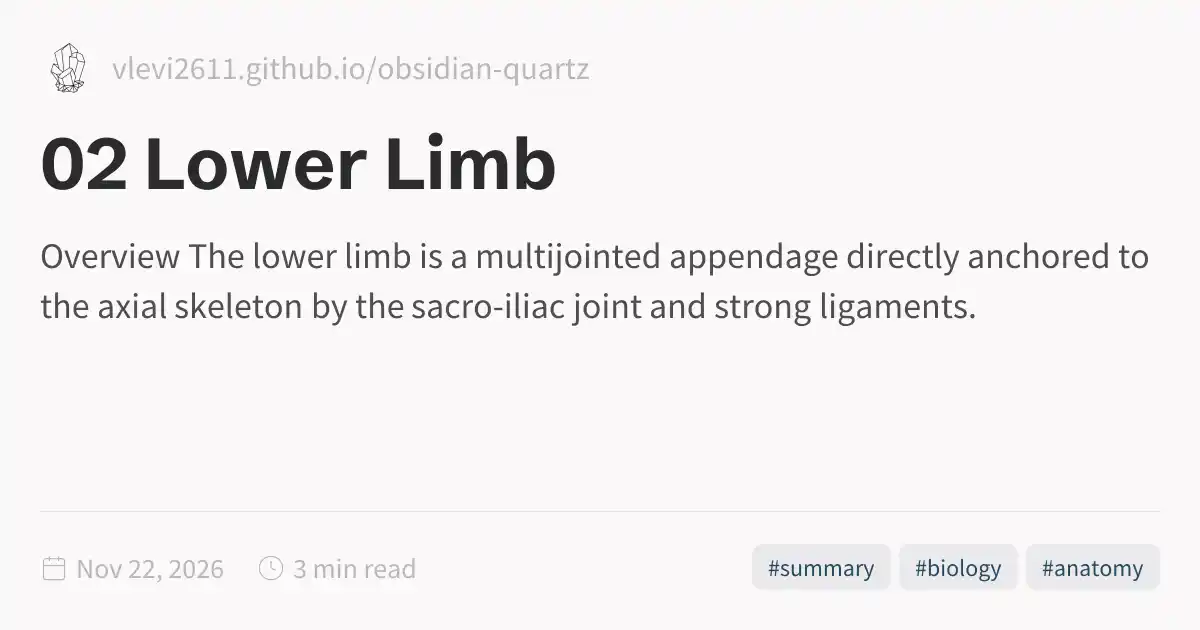 vlevi2611.github.io/obsidian-quartz
02 Lower Limb
Overview The lower limb is a multijointed appendage directly anchored to
the axial skeleton by the sacro-iliac joint and strong ligaments.
Nov 22, 2026 3 min read #summary #biology #anatomy